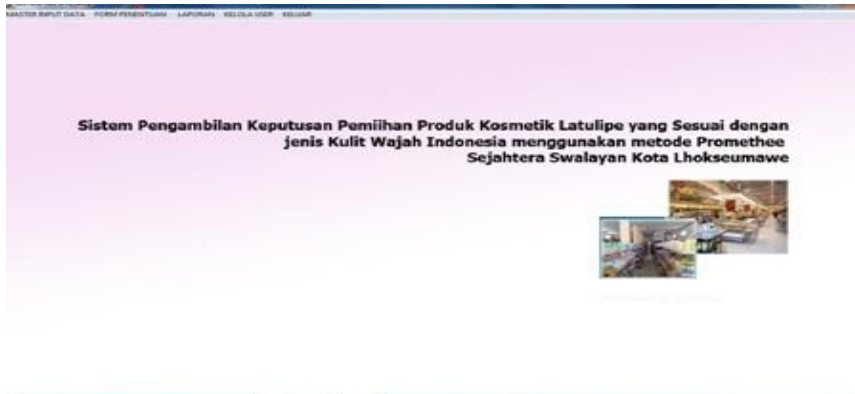 MASTER INPUT DATA FORM PENENTUAN LAPORAN KELOLA USER KELUAR
Sistem Pengambilan Keputusan Pemiihan Produk Kosmetik Latulipe yang Sesuai dengan
jenis Kulit Wajah Indonesia menggunakan metode Promethee
Sejahtera Swalayan Kota Lhokseumawe